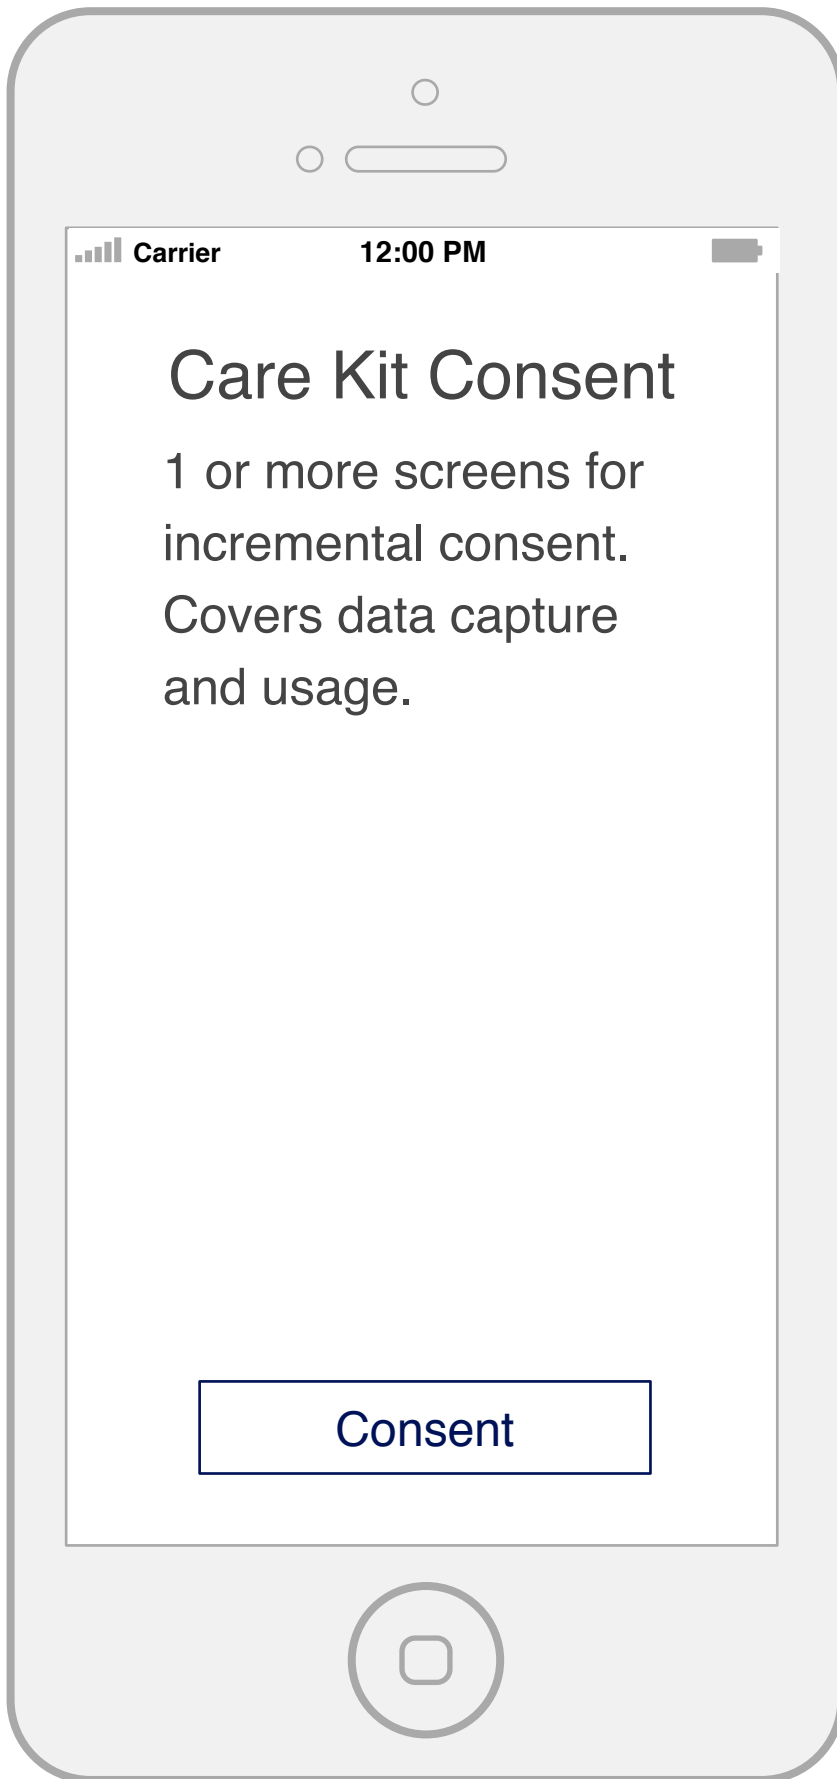 Carrier 12:00 PM
Care Kit Consent
1 or more screens for
incremental consent.
Covers data capture
and usage.
Consent